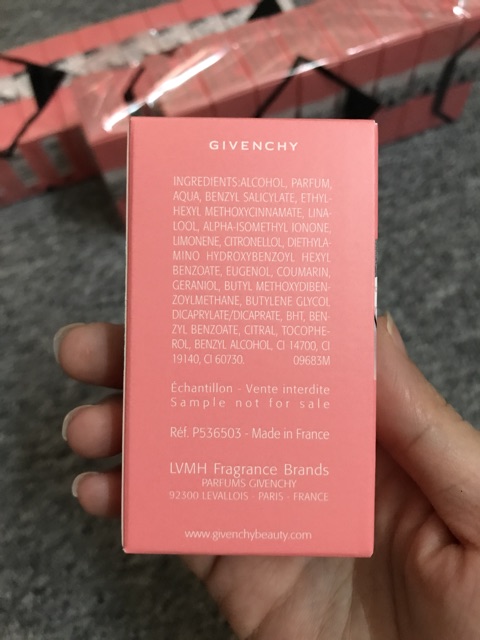 GIVENCHY
INGREDIENTS:ALCOHOL, PARFUM,
AQUA, BENZYL SALICYLATE, ETHYL-
HEXYL METHOXYCINNAMATE, LINA-
LOOL, ALPHA-ISOMETHYL IONONE,
LIMONENE, CITRONELLOL, DIETHYLA-
MINO HYDROXYBENZOYL HEXYL
BENZOATE, EUGENOL, COUMARIN,
GERANIOL, BUTYL METHOXYDIBEN-
ZOYLMETHANE, BUTYLENE GLYCOL
DICAPRYLATE/DICAPRATE, BHT, BEN-
ZYL BENZOATE, CITRAL, TOCOPHE-
ROL, BENZYL ALCOHOL, CI 14700, CI
19140, CI 60730. 09683M
Échantillon - Vente interdite
Sample not for sale
Réf. P536503 - Made in France
LVMH Fragrance Brands
PARFUMS GIVENCHY
92300 LEVALLOIS - PARIS - FRANCE
www.givenchybeauty.com